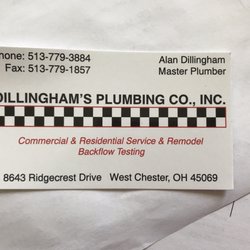 Phone: 513-779-3884
Fax: 513-779-1857
Alan Dillingham
Master Plumber
DILLINGHAM'S PLUMBING CO., INC.
Commercial & Residential Service & Remodel
Backflow Testing
8643 Ridgecrest Drive West Chester, OH 45069